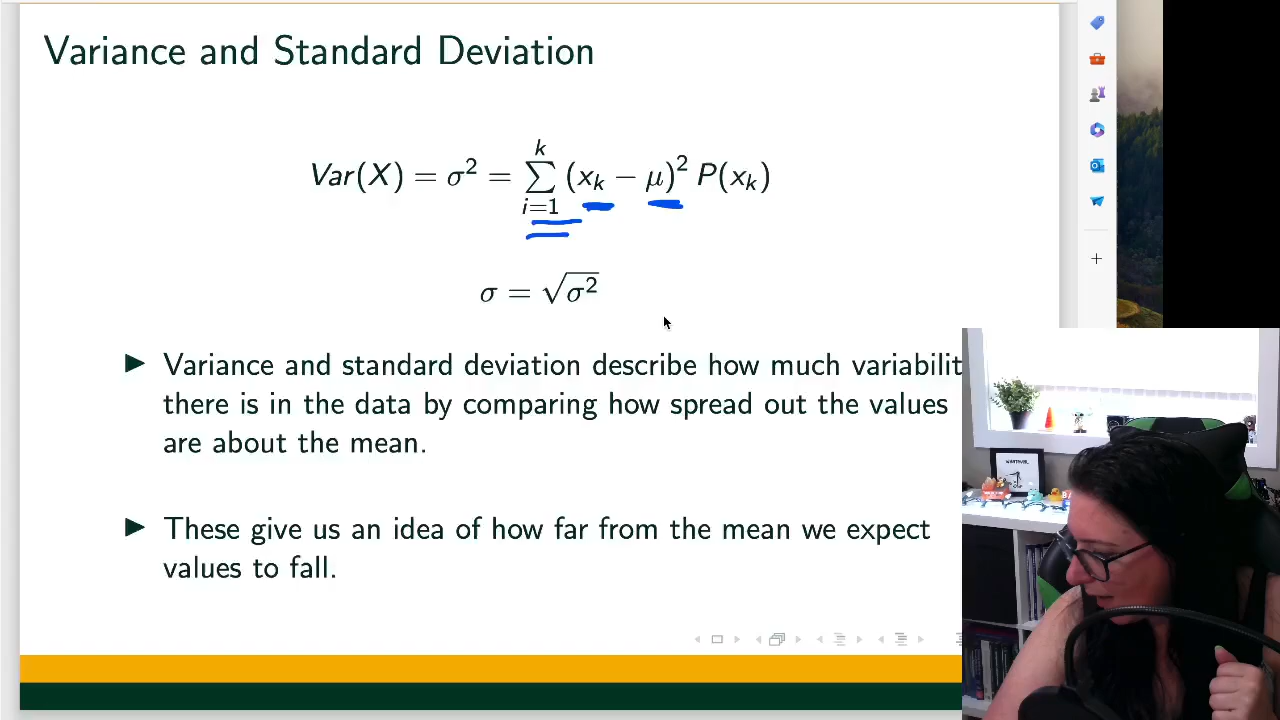 Variance and Standard Deviation
Var(X) = σ² = ∑_{i=1}^{k} (x_k − μ)² P(x_k)
σ = √σ²
▶ Variance and standard deviation describe how much variabilit
there is in the data by comparing how spread out the values
are about the mean.
▶ These give us an idea of how far from the mean we expect
values to fall.